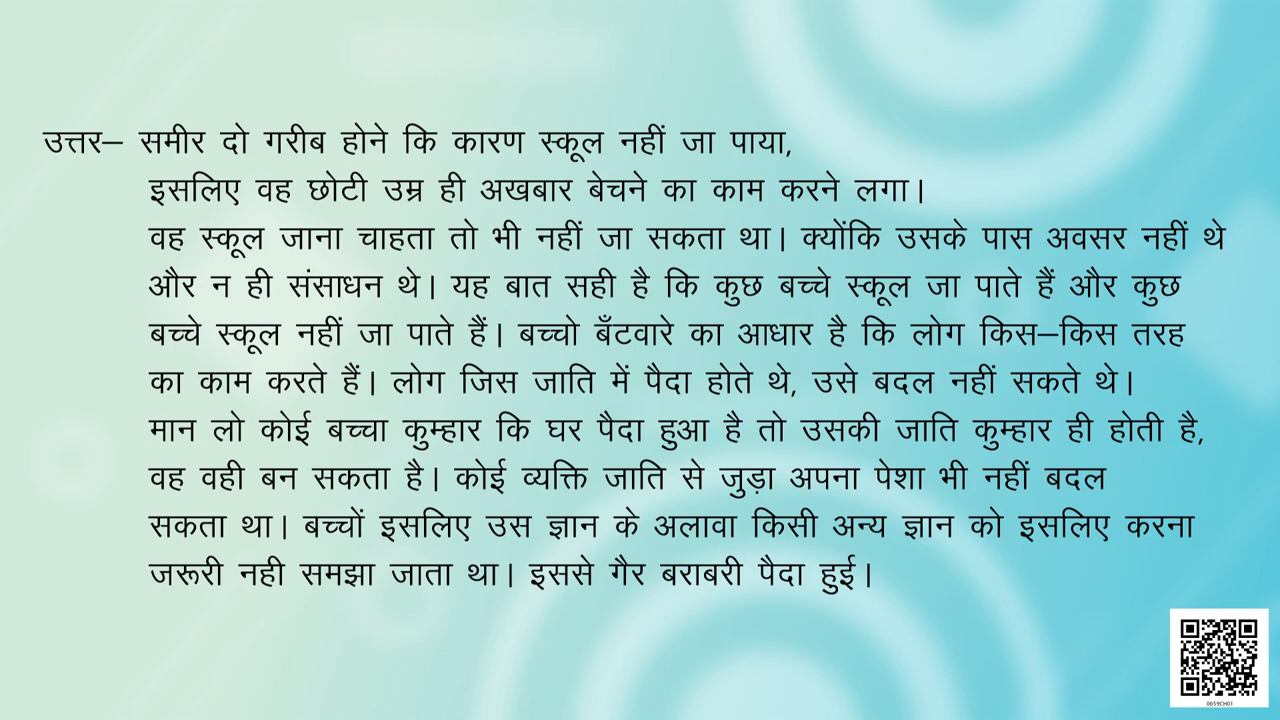 उत्तर– समीर दो गरीब होने कि कारण स्कूल नहीं जा पाया,
इसलिए वह छोटी उम्र ही अखबार बेचने का काम करने लगा।
वह स्कूल जाना चाहता तो भी नहीं जा सकता था। क्योंकि उसके पास अवसर नहीं थे
और न ही संसाधन थे। यह बात सही है कि कुछ बच्चे स्कूल जा पाते हैं और कुछ
बच्चे स्कूल नहीं जा पाते हैं। बच्चो बँटवारे का आधार है कि लोग किस–किस तरह
का काम करते हैं। लोग जिस जाति में पैदा होते थे, उसे बदल नहीं सकते थे।
मान लो कोई बच्चा कुम्हार कि घर पैदा हुआ है तो उसकी जाति कुम्हार ही होती है,
वह वही बन सकता है। कोई व्यक्ति जाति से जुड़ा अपना पेशा भी नहीं बदल
सकता था। बच्चों इसलिए उस ज्ञान के अलावा किसी अन्य ज्ञान को इसलिए करना
जरूरी नही समझा जाता था। इससे गैर बराबरी पैदा हुई।
0659CH01